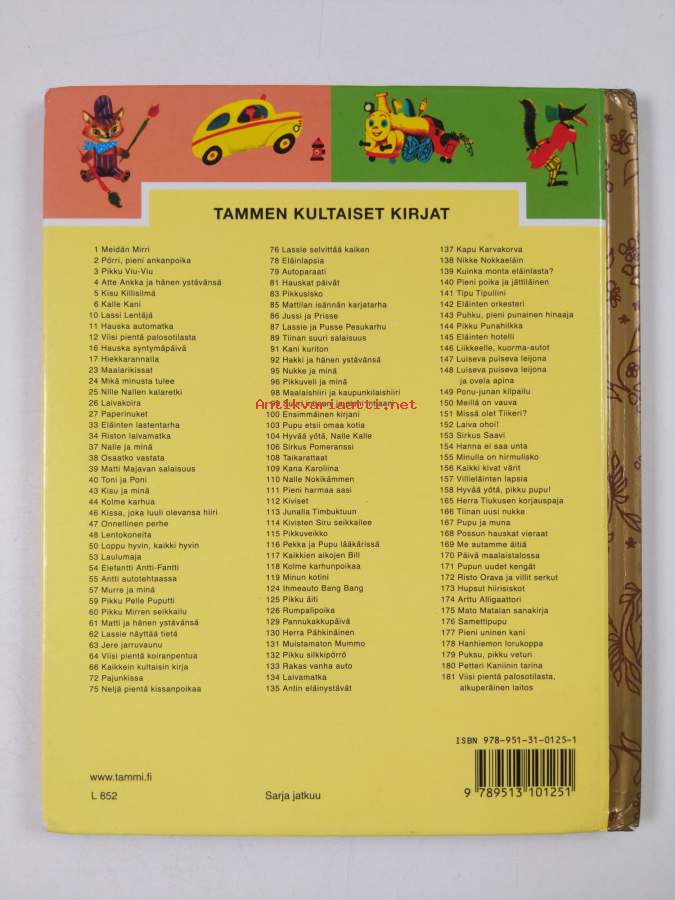 TAMMEN KULTAISET KIRJAT
1 Meidän Mirri
2 Pörri, pieni ankanpoika
3 Pikku Viu-Viu
4 Atte Ankka ja hänen ystävänsä
5 Kisu Killisilmä
6 Kalle Kani
10 Lassi Lentäjä
11 Hauska automatka
12 Viisi pientä palosotilasta
16 Hauska syntymäpäivä
17 Hiekkarannalla
23 Maalarikissat
24 Mikä minusta tulee
25 Nille Nallen kalaretki
26 Laivakoira
27 Paperinuket
33 Eläinten lastentarha
34 Riston laivamatka
37 Nalle ja minä
38 Osaatko vastata
39 Matti Majavan salaisuus
40 Toni ja Poni
43 Kisu ja minä
44 Kolme karhua
46 Kissa, joka luuli olevansa hiiri
47 Onnellinen perhe
48 Lentokoneita
50 Loppu hyvin, kaikki hyvin
53 Laulumaja
54 Elefantti Antti-Fantti
55 Antti autotehtaassa
57 Murre ja minä
59 Pikku Pelle Puputti
60 Pikku Mirren seikkailu
61 Matti ja hänen ystävänsä
62 Lassie näyttää tietä
63 Jere jarruvaunu
64 Viisi pientä koiranpentua
66 Kaikkein kultaisin kirja
72 Pajunkissa
75 Neljä pientä kissanpoikaa
76 Lassie selvittää kaiken
78 Eläinlapsia
79 Autoparaati
81 Hauskat päivät
83 Pikkusisko
85 Mattilan isännän karjatarha
86 Jussi ja Prisse
87 Lassie ja Pusse Pesukarhu
89 Tiinan suuri salaisuus
91 Kani kuriton
92 Hakki ja hänen ystävänsä
95 Nukke ja minä
96 Pikkuveli ja minä
98 Maalaishiiri ja kaupunkilaishiiri
Antikvariaatti.net
100 Ensimmäinen kirjani
103 Pupu etsii omaa kotia
104 Hyvää yötä, Nalle Kalle
106 Sirkus Pomeranssi
108 Taikarattaat
109 Kana Karoliina
110 Nalle Nokikämmen
111 Pieni harmaa aasi
112 Kiviset
113 Junalla Timbuktuun
114 Kivisten Siru seikkailee
115 Pikkuveikko
116 Pekka ja Pupu lääkärissä
117 Kaikkien aikojen Bill
118 Kolme karhunpoikaa
119 Minun kotini
124 Ihmeauto Bang Bang
125 Pikku äiti
126 Rumpalipoika
129 Pannukakkupäivä
130 Herra Pähkinäinen
131 Muistamaton Mummo
132 Pikku silkkipörrö
133 Rakas vanha auto
134 Laivamatka
135 Antin eläinystävät
137 Kapu Karvakorva
138 Nikke Nokkaeläin
139 Kuinka monta eläinlasta?
140 Pieni poika ja jättiläinen
141 Tipu Tipuliini
142 Eläinten orkesteri
143 Puhku, pieni punainen hinaaja
144 Pikku Punahilkka
145 Eläinten hotelli
146 Liikkeelle, kuorma-autot
147 Luiseva puiseva leijona
148 Luiseva puiseva leijona
ja ovela apina
149 Ponu-junan kilpailu
150 Meillä on vauva
151 Missä olet Tiikeri?
152 Laiva ohoi!
153 Sirkus Saavi
154 Hanna ei saa unta
155 Minulla on hirmulisko
156 Kaikki kivat värit
157 Villieläinten lapsia
158 Hyvää yötä, pikku pupu!
165 Herra Tiukusen korjauspaja
166 Tiinan uusi nukke
167 Pupu ja muna
168 Possun hauskat vieraat
169 Me autamme äitiä
170 Päivä maalaistalossa
171 Pupun uudet kengät
172 Risto Orava ja villit serkut
173 Hupsut hiirisiskot
174 Arttu Alligaattori
175 Mato Matalan sanakirja
176 Samettipupu
177 Pieni uninen kani
178 Hanhiemon lorukoppa
179 Puksu, pikku veturi
180 Petteri Kaniinin tarina
181 Viisi pientä palosotilasta,
alkuperäinen laitos
ISBN 978-951-31-0125-1
9 789513 101251
www.tammi.fi
L 852
Sarja jatkuu